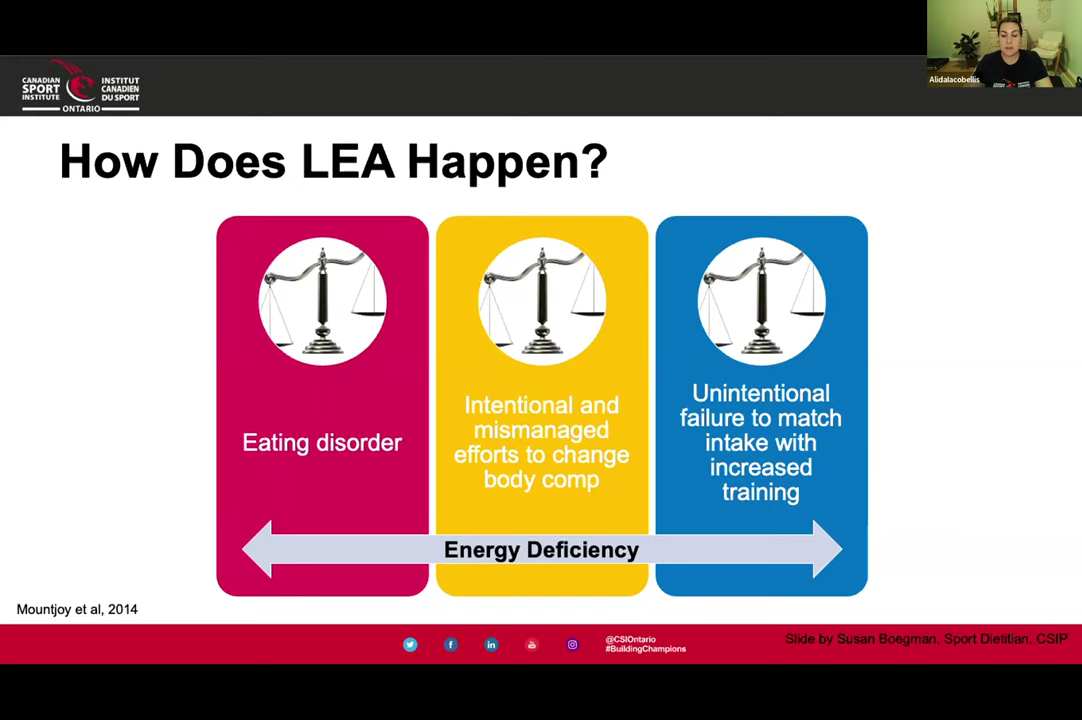 AlidaIacobellis
CANADIAN
SPORT
INSTITUTE
INSTITUT
CANADIEN
DU SPORT
ONTARIO
How Does LEA Happen?
Eating disorder
Intentional and
mismanaged
efforts to change
body comp
Unintentional
failure to match
intake with
increased
training
Energy Deficiency
Mountjoy et al, 2014
@CSIOntario
#BuildingChampions
Slide by Susan Boegman, Sport Dietitian, CSIP